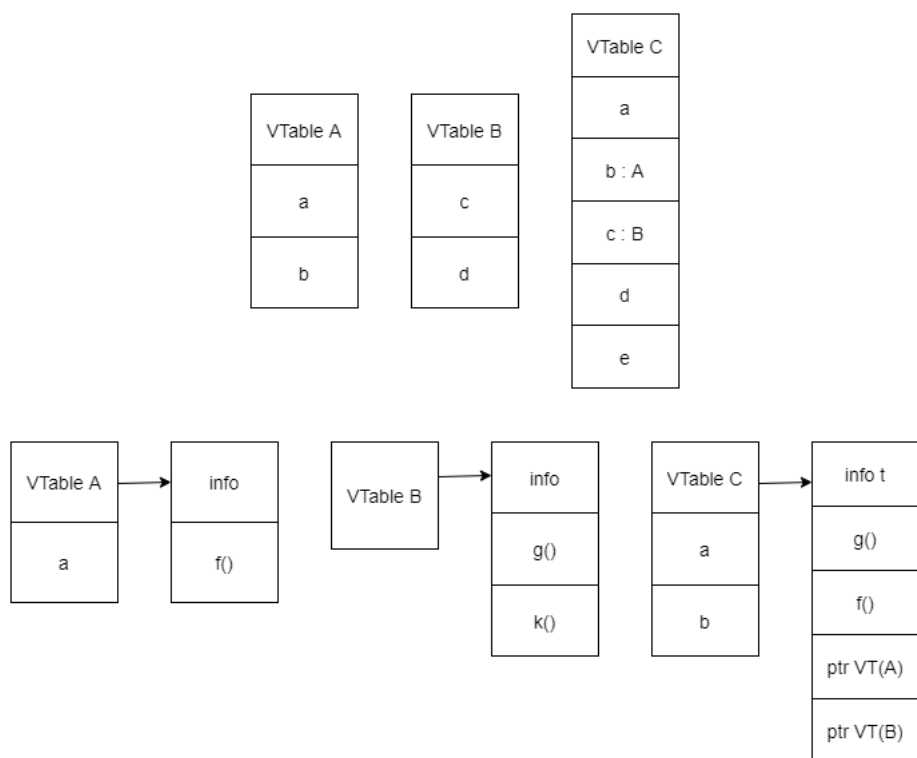 VTable C
a
b : A
c : B
d
e
VTable A
a
b
VTable B
c
d
VTable A
a
info
f()
VTable B
info
g()
k()
VTable C
a
b
info t
g()
f()
ptr VT(A)
ptr VT(B)